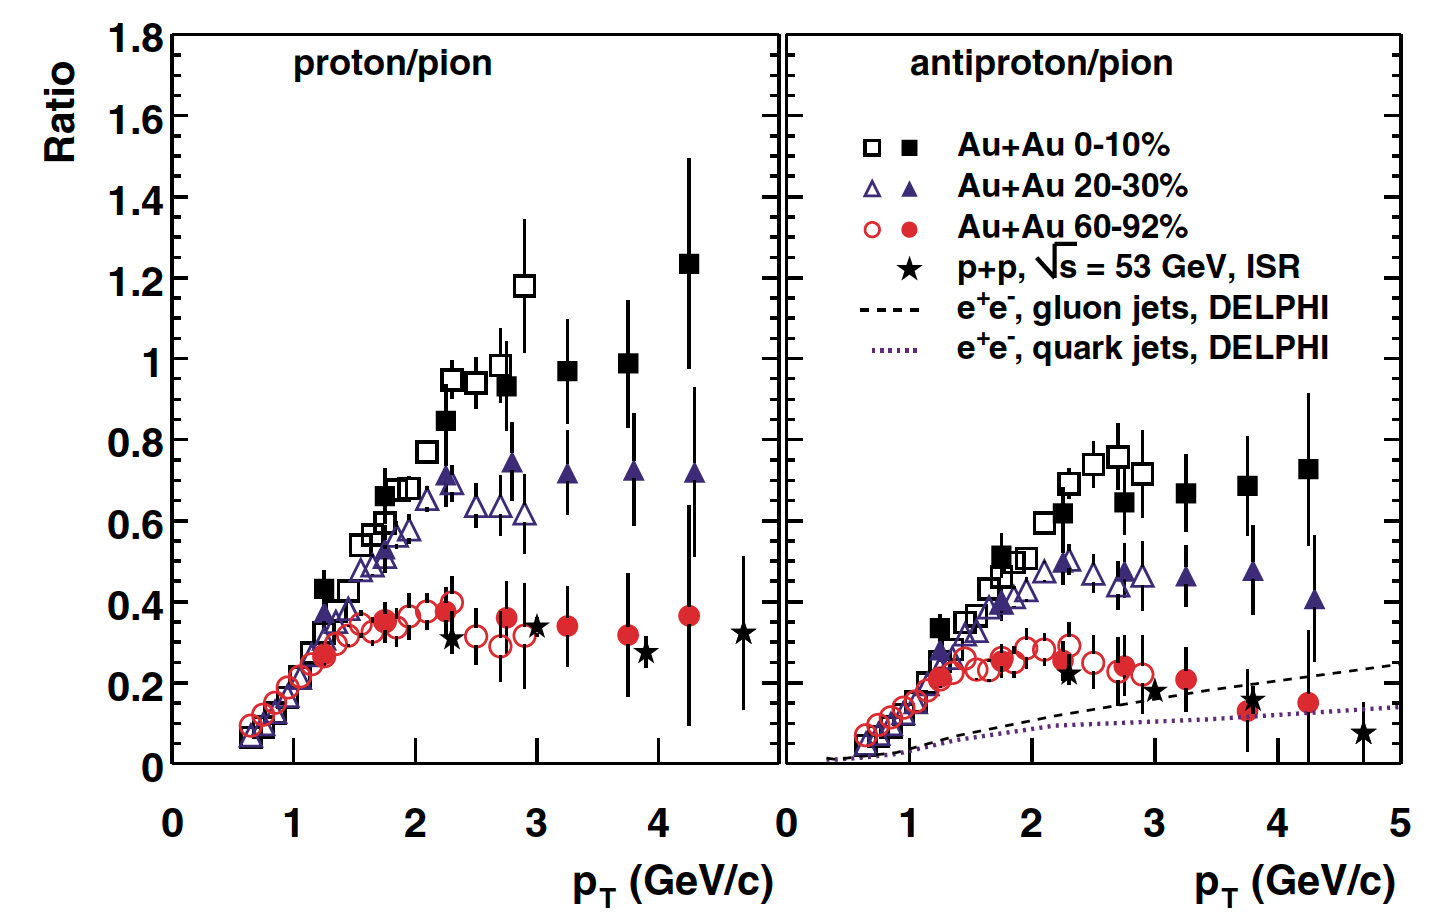 proton/pion
antiproton/pion
Ratio
1.8
1.6
1.4
1.2
1
0.8
0.6
0.4
0.2
0
Au+Au 0-10%
Au+Au 20-30%
Au+Au 60-92%
p+p, √s = 53 GeV, ISR
e⁺e⁻, gluon jets, DELPHI
e⁺e⁻, quark jets, DELPHI
0 1 2 3 4 0 1 2 3 4 5
p_T (GeV/c) p_T (GeV/c)